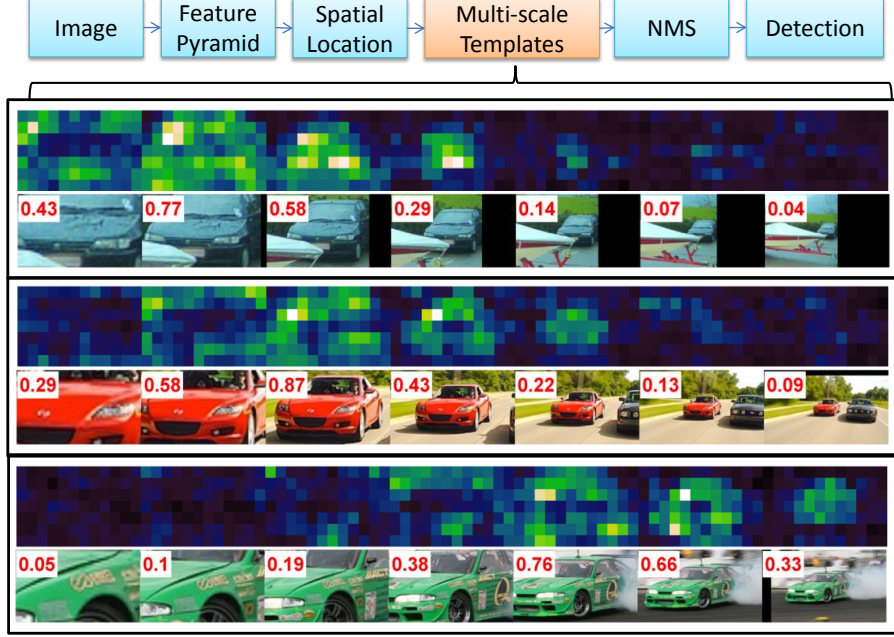 Image
Feature
Pyramid
Spatial
Location
Multi-scale
Templates
NMS
Detection
0.43 0.77 0.58 0.29 0.14 0.07 0.04
0.29 0.58 0.87 0.43 0.22 0.13 0.09
0.05 0.1 0.19 0.38 0.76 0.66 0.33